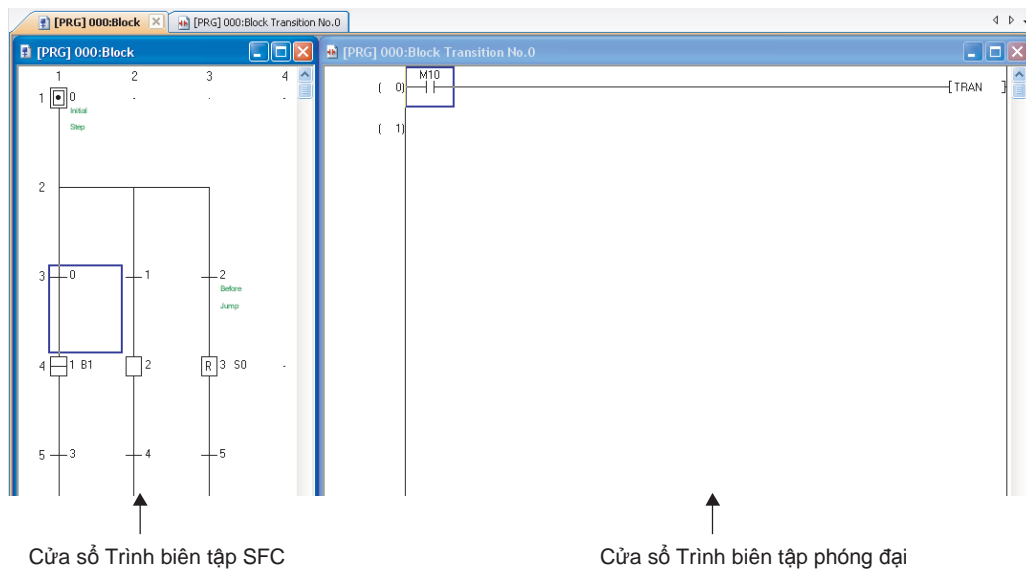 [PRG] 000:Block [PRG] 000:Block Transition No.0
[PRG] 000:Block
[PRG] 000:Block Transition No.0
1 2 3 4
1 0
Initial
Step
2
3 0 1 2
Before
Jump
4 1 B1 2 R 3 S0
5 3 4 5
( 0) M10 TRAN
( 1)
Cửa sổ Trình biên tập SFC
Cửa sổ Trình biên tập phóng đại